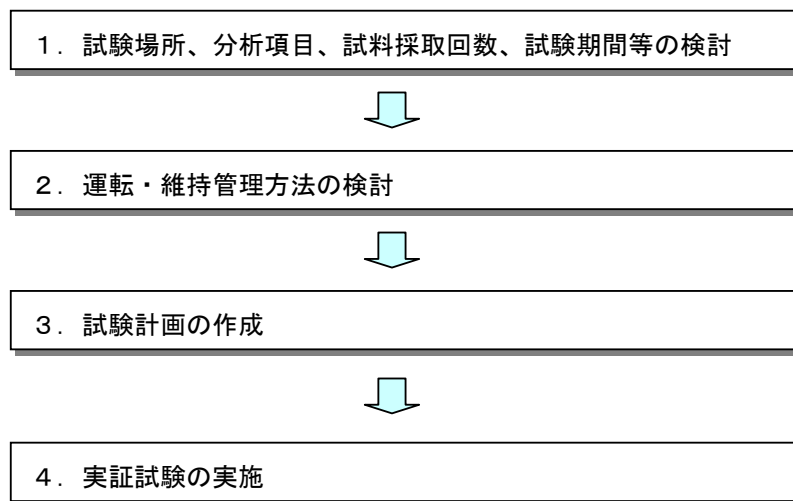 １．試験場所、分析項目、試料採取回数、試験期間等の検討
２．運転・維持管理方法の検討
３．試験計画の作成
４．実証試験の実施